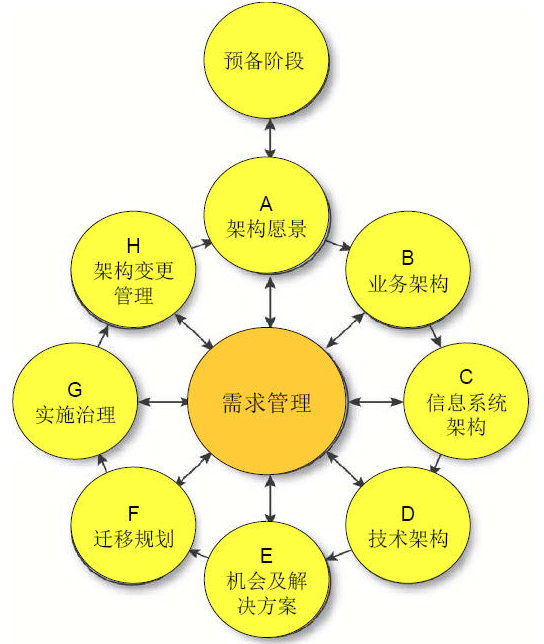 预备阶段
A
架构愿景
B
业务架构
C
信息系统
架构
D
技术架构
E
机会及解
决方案
F
迁移规划
G
实施治理
H
架构变更
管理
需求管理